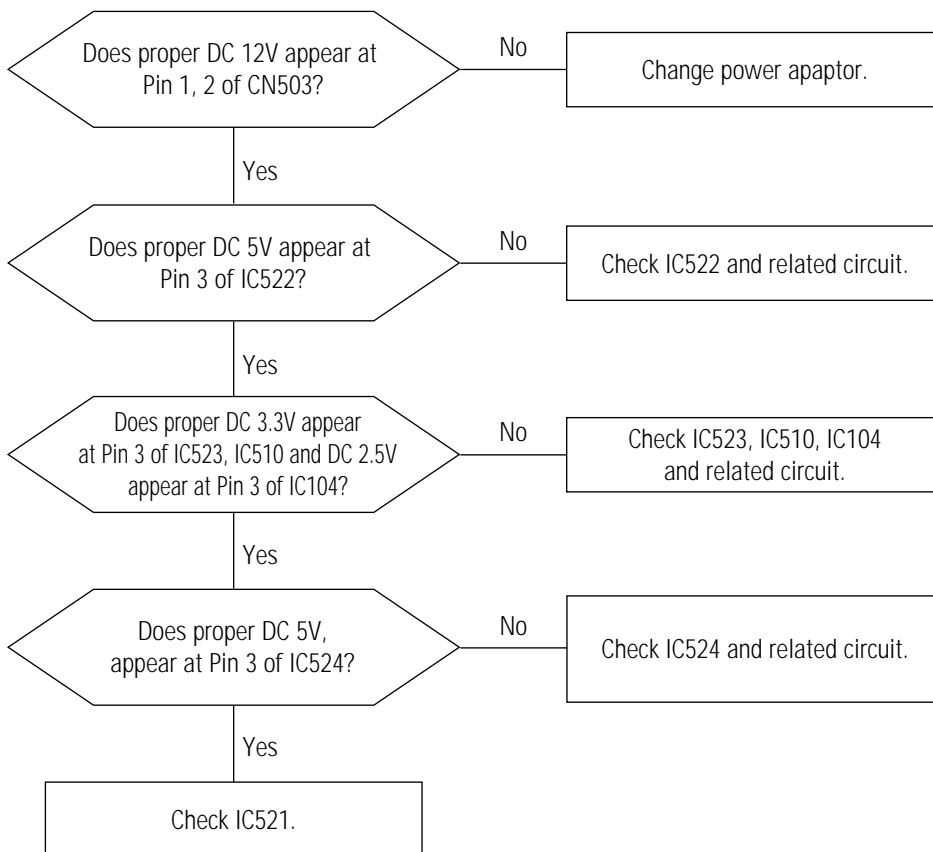 Does proper DC 12V appear at
Pin 1, 2 of CN503?
No
Change power apaptor.
Yes
Does proper DC 5V appear at
Pin 3 of IC522?
No
Check IC522 and related circuit.
Yes
Does proper DC 3.3V appear
at Pin 3 of IC523, IC510 and DC 2.5V
appear at Pin 3 of IC104?
No
Check IC523, IC510, IC104
and related circuit.
Yes
Does proper DC 5V,
appear at Pin 3 of IC524?
No
Check IC524 and related circuit.
Yes
Check IC521.